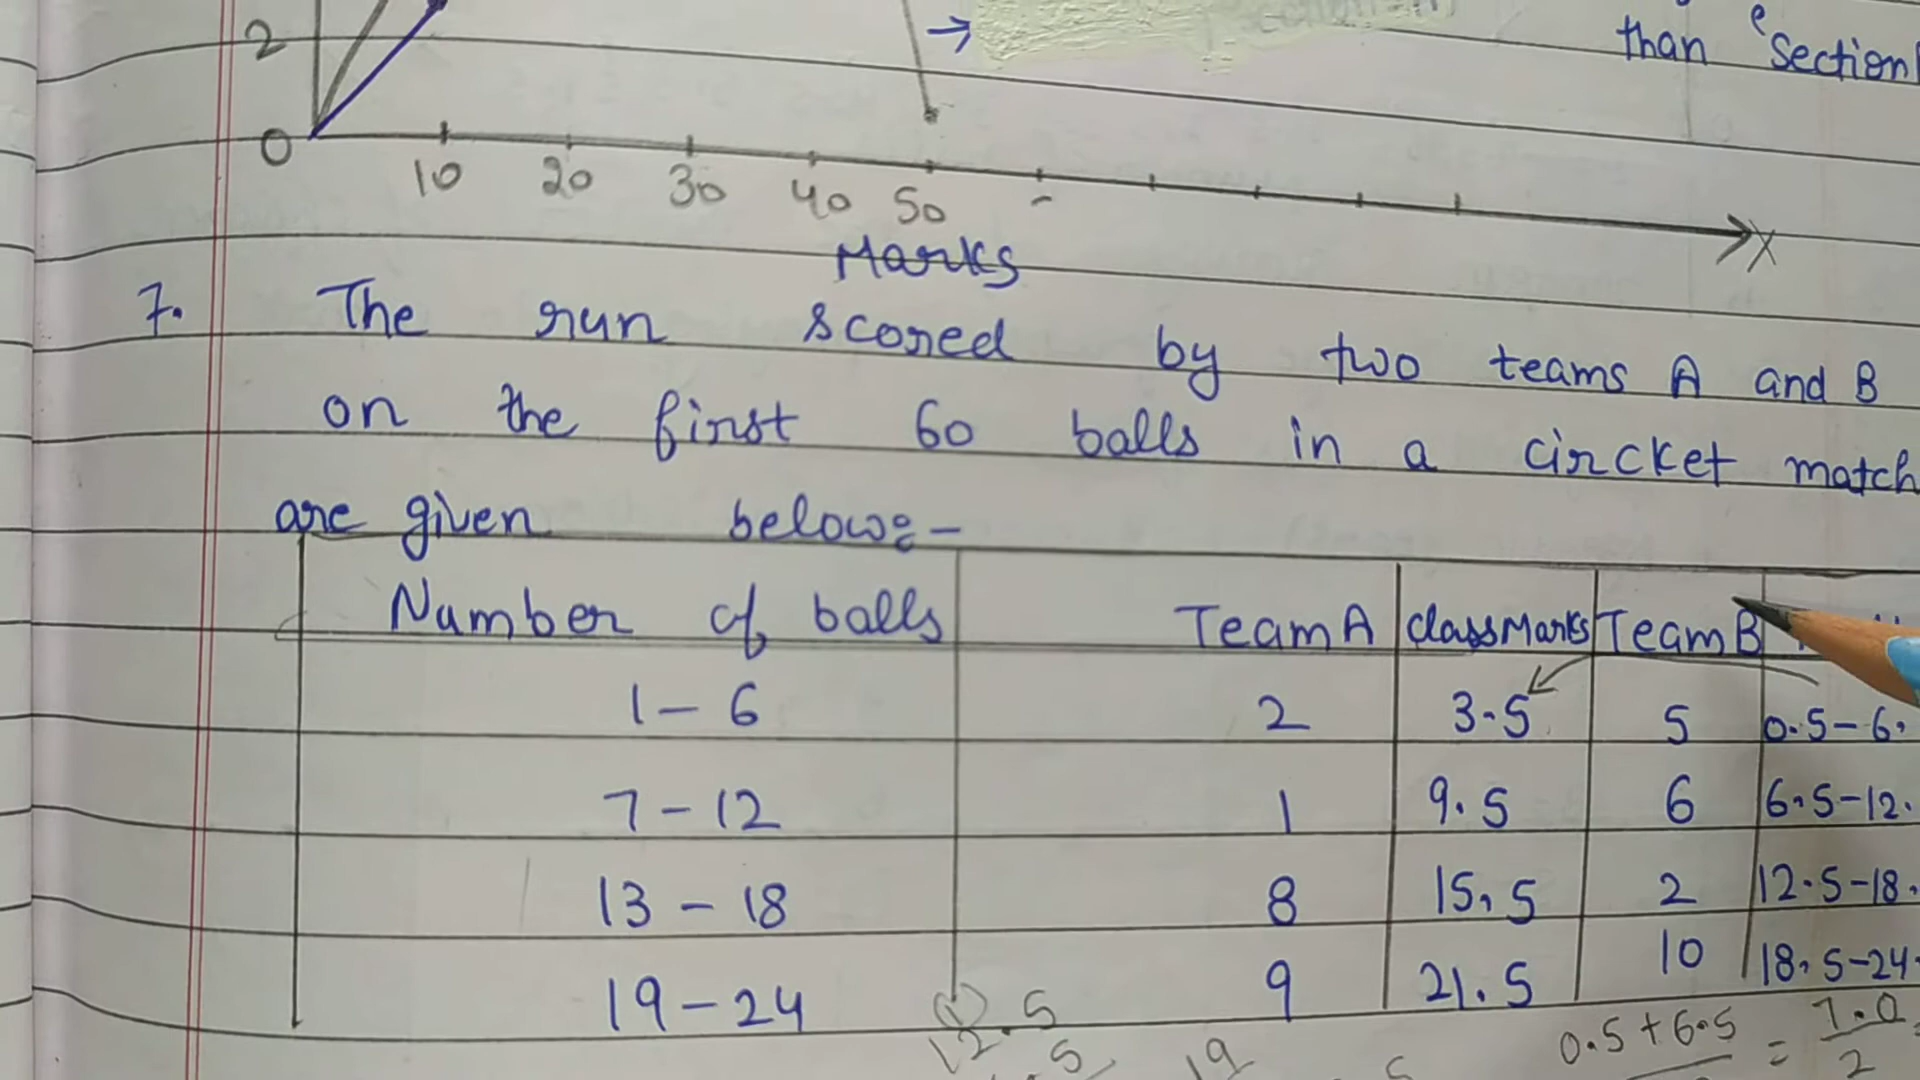 2
→
than
section
0
10 20 30 40 50 -
X
Marks
7. The run scored by two teams A and B
on the first 60 balls in a circket match
are given below:-
Number of balls Team A class Marks Team B
1-6 2 3.5 5 0.5-6.
7-12 1 9.5 6 6.5-12.
13-18 8 15.5 2 12.5-18.
19-24 9 21.5 10 18.5-24.
12.5
19
0.5+6.5 = 7.0
2